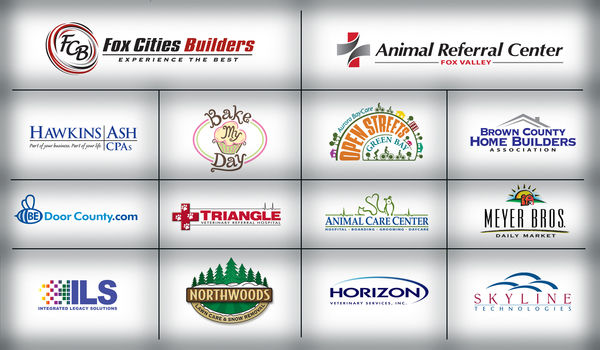 FCB
Fox Cities Builders
EXPERIENCE THE BEST
Animal Referral Center
FOX VALLEY
HAWKINS ASH
CPAs
Part of your business. Part of your life
Bake
My
Day
Aurora BayCare
OPEN STREETS
GREEN BAY
BROWN COUNTY
HOME BUILDERS
ASSOCIATION
BE Door County.com
TRIANGLE
VETERINARY REFERRAL HOSPITAL
ANIMAL CARE CENTER
HOSPITAL • BOARDING • GROOMING • DAYCARE
MEYER BROS.
DAILY MARKET
ILS
INTEGRATED LEGACY SOLUTIONS
NORTHWOODS
LAWN CARE & SNOW REMOVAL
HORIZON
VETERINARY SERVICES, INC.
SKYLINE
TECHNOLOGIES